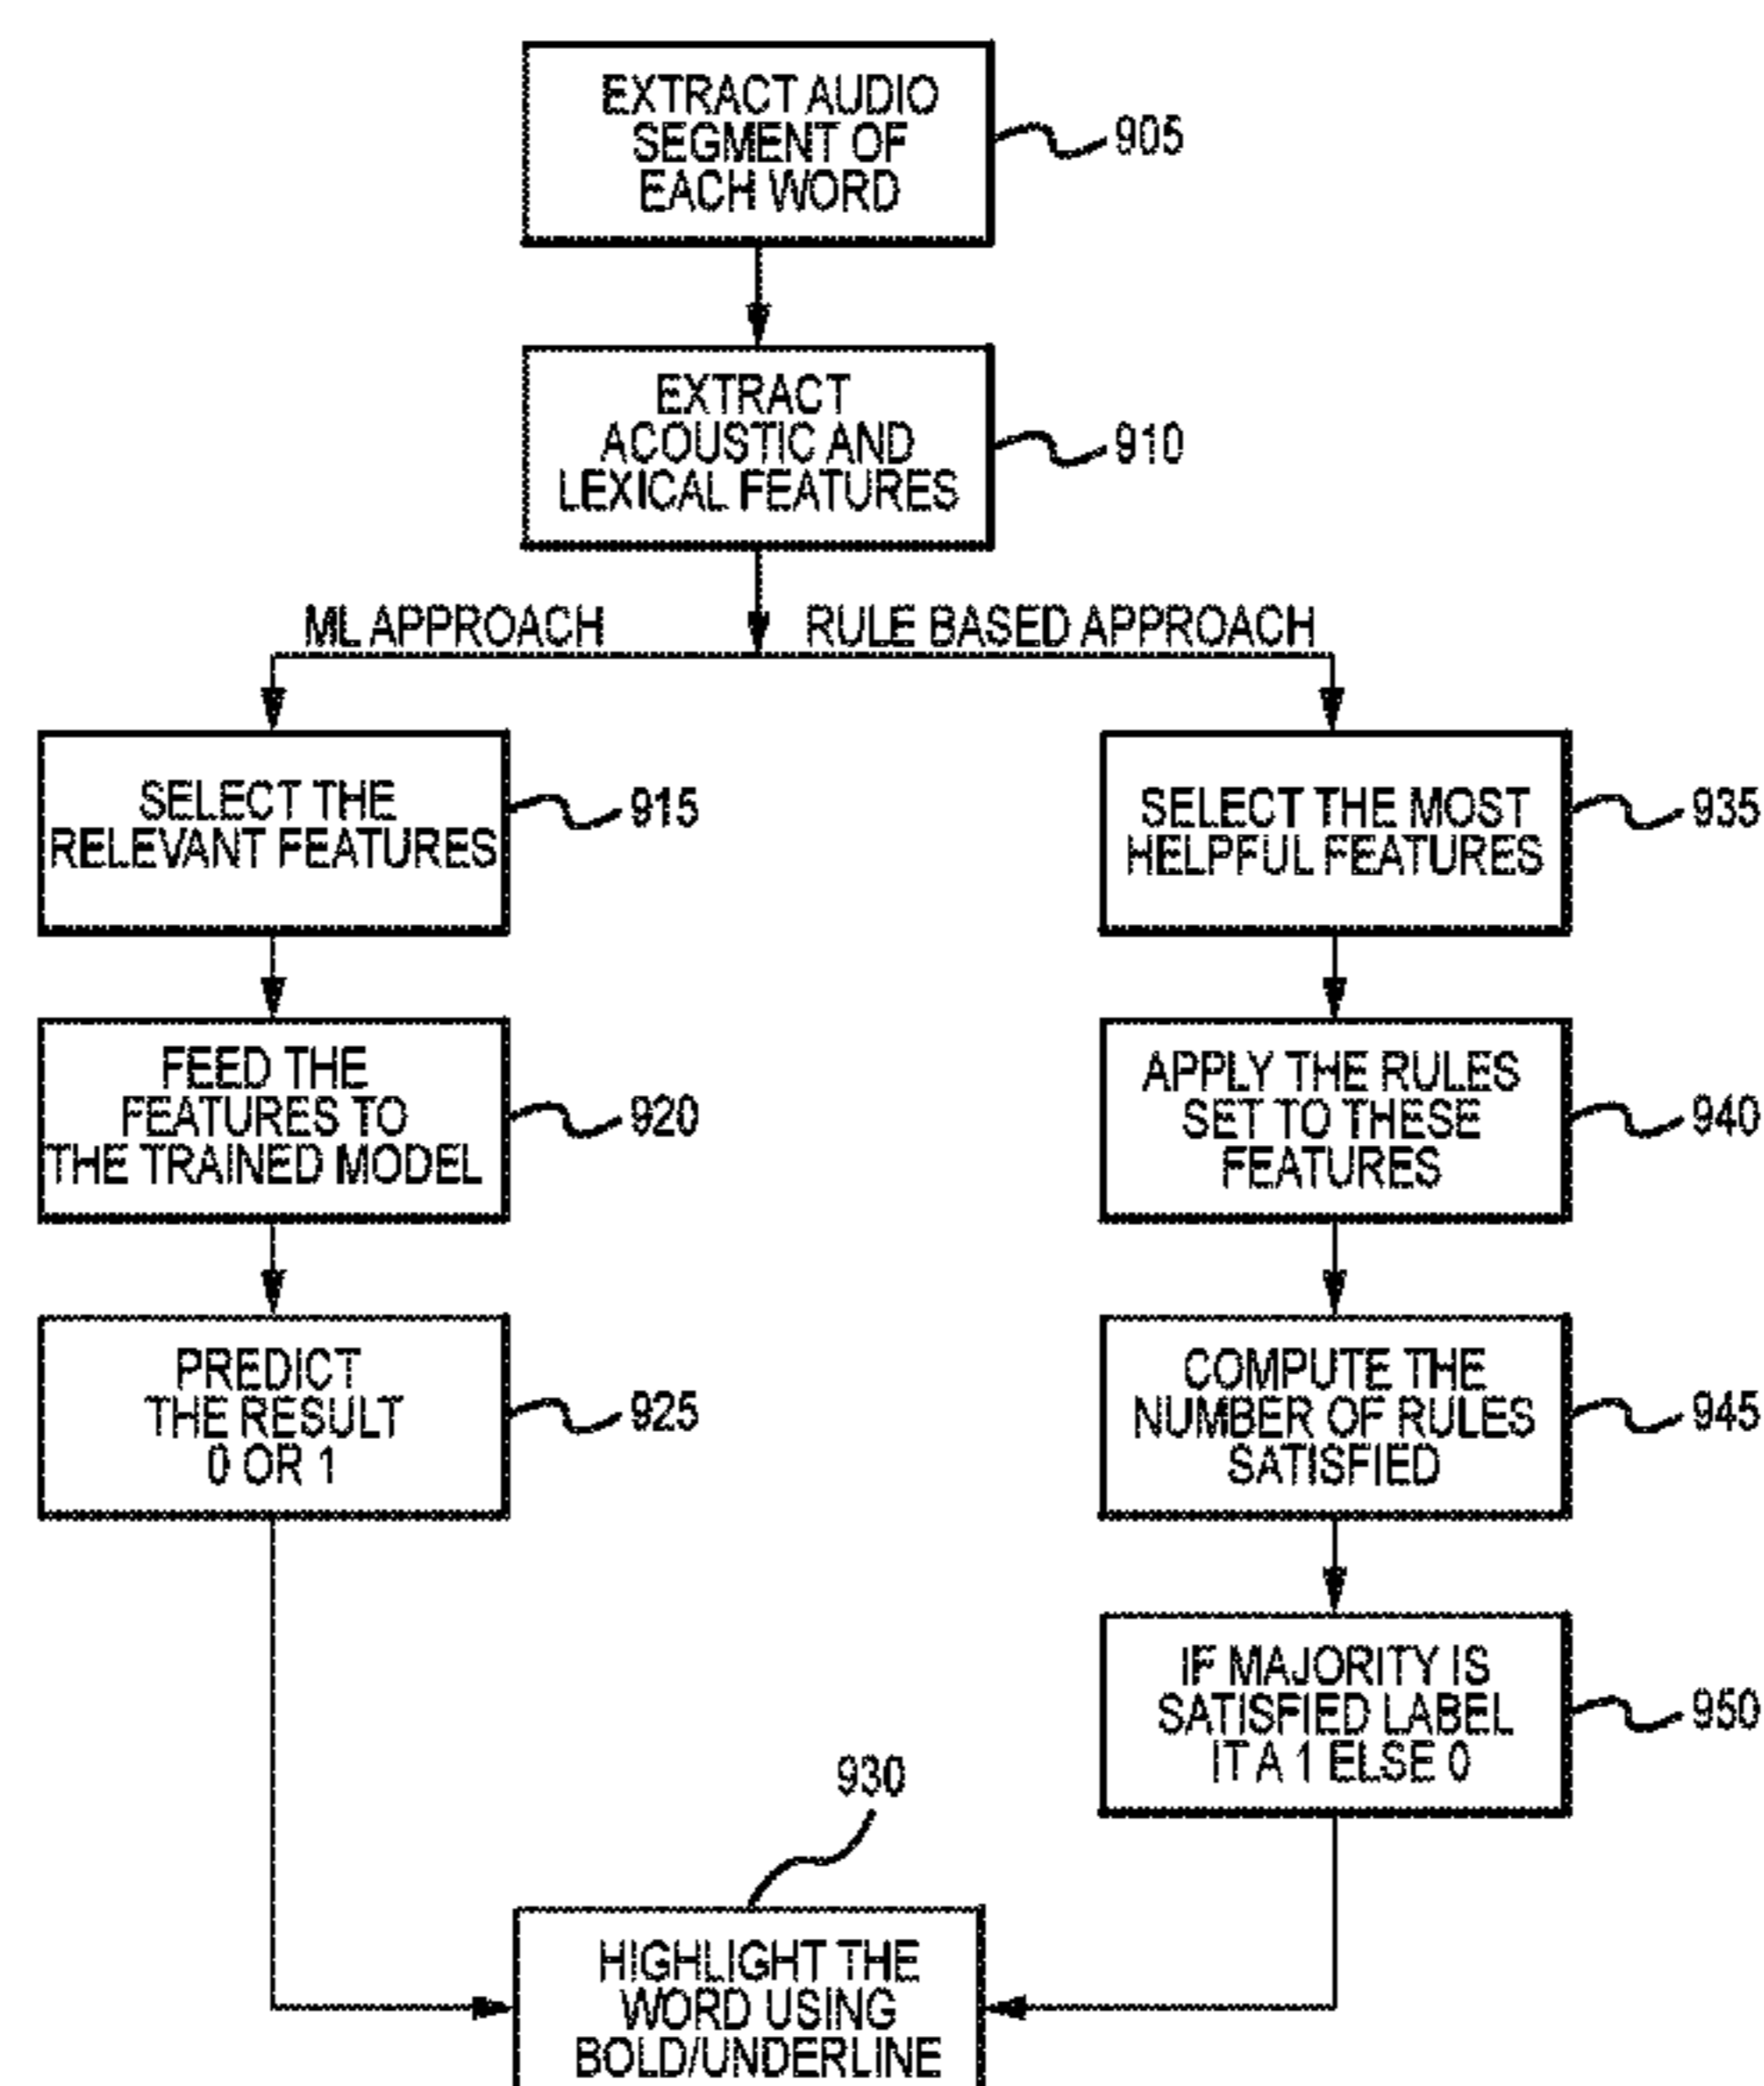 EXTRACT AUDIO
SEGMENT OF
EACH WORD
905
EXTRACT
ACOUSTIC AND
LEXICAL FEATURES
910
ML APPROACH
RULE BASED APPROACH
SELECT THE
RELEVANT FEATURES
915
FEED THE
FEATURES TO
THE TRAINED MODEL
920
PREDICT
THE RESULT
0 OR 1
925
SELECT THE MOST
HELPFUL FEATURES
935
APPLY THE RULES
SET TO THESE
FEATURES
940
COMPUTE THE
NUMBER OF RULES
SATISFIED
945
IF MAJORITY IS
SATISFIED LABEL
IT A 1 ELSE 0
950
930
HIGHLIGHT THE
WORD USING
BOLD/UNDERLINE